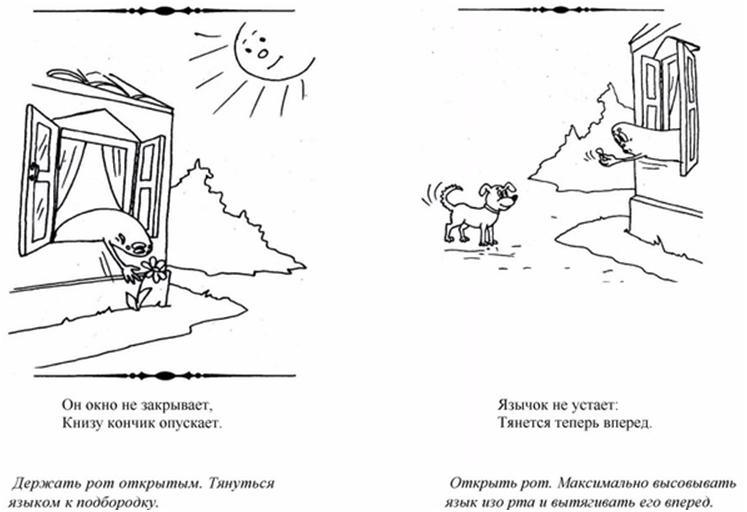 Он окно не закрывает,
Книзу кончик опускает.
Держать рот открытым. Тянуться
языком к подбородку.
Язычок не устает:
Тянется теперь вперед.
Открыть рот. Максимально высовывать
язык изо рта и вытягивать его вперед.